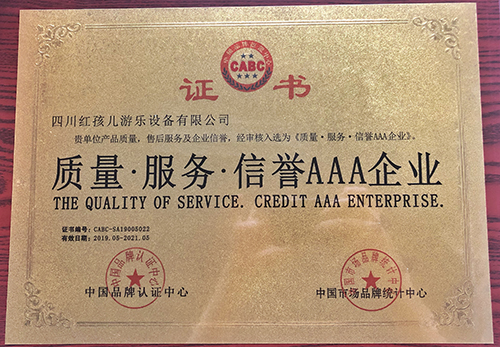 CABC
证书
四川红孩儿游乐设备有限公司
贵单位产品质量，售后服务及企业信誉，经审核入选为《质量·服务·信誉AAA企业》。
质量·服务·信誉AAA企业
THE QUALITY OF SERVICE. CREDIT AAA ENTERPRISE.
证书编号：CABC-SA19005022
有效日期：2019.05-2021.05
中国品牌认证中心
中国市场品牌统计中心